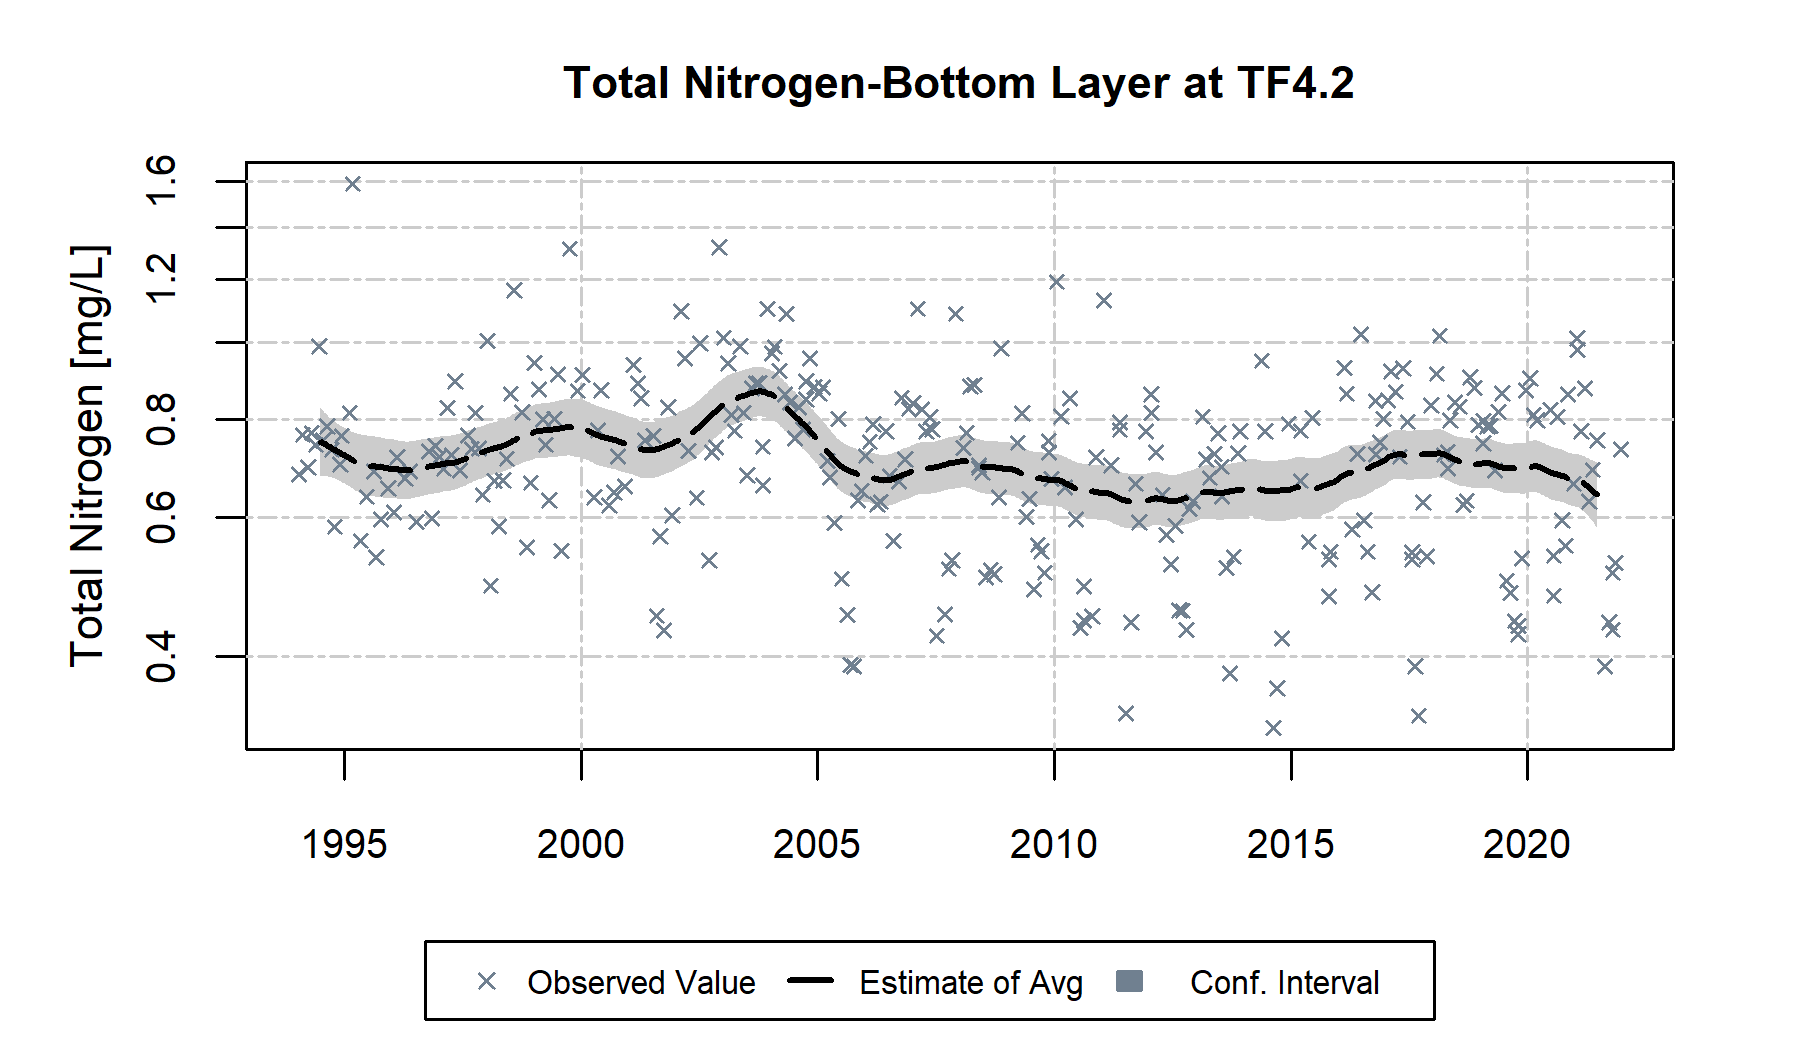 Total Nitrogen-Bottom Layer at TF4.2
Total Nitrogen [mg/L]
1.6
1.2
0.8
0.6
0.4
1995 2000 2005 2010 2015 2020
Observed Value Estimate of Avg Conf. Interval